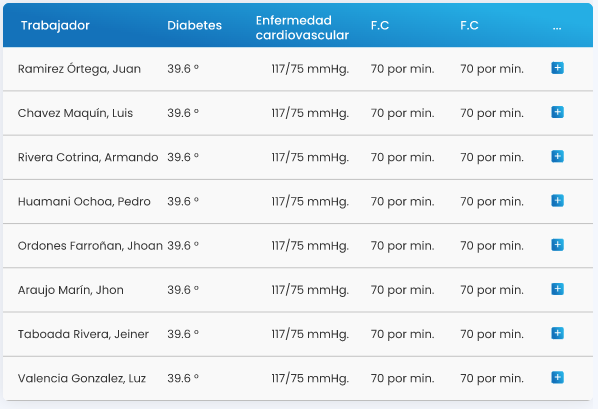 Trabajador Diabetes Enfermedad cardiovascular F.C F.C ...
Ramirez Órtega, Juan 39.6 ° 117/75 mmHg. 70 por min. 70 por min. +
Chavez Maquín, Luis 39.6 ° 117/75 mmHg. 70 por min. 70 por min. +
Rivera Cotrina, Armando 39.6 ° 117/75 mmHg. 70 por min. 70 por min. +
Huamani Ochoa, Pedro 39.6 ° 117/75 mmHg. 70 por min. 70 por min. +
Ordones Farroñan, Jhoan 39.6 ° 117/75 mmHg. 70 por min. 70 por min. +
Araujo Marín, Jhon 39.6 ° 117/75 mmHg. 70 por min. 70 por min. +
Taboada Rivera, Jeiner 39.6 ° 117/75 mmHg. 70 por min. 70 por min. +
Valencia Gonzalez, Luz 39.6 ° 117/75 mmHg. 70 por min. 70 por min. +